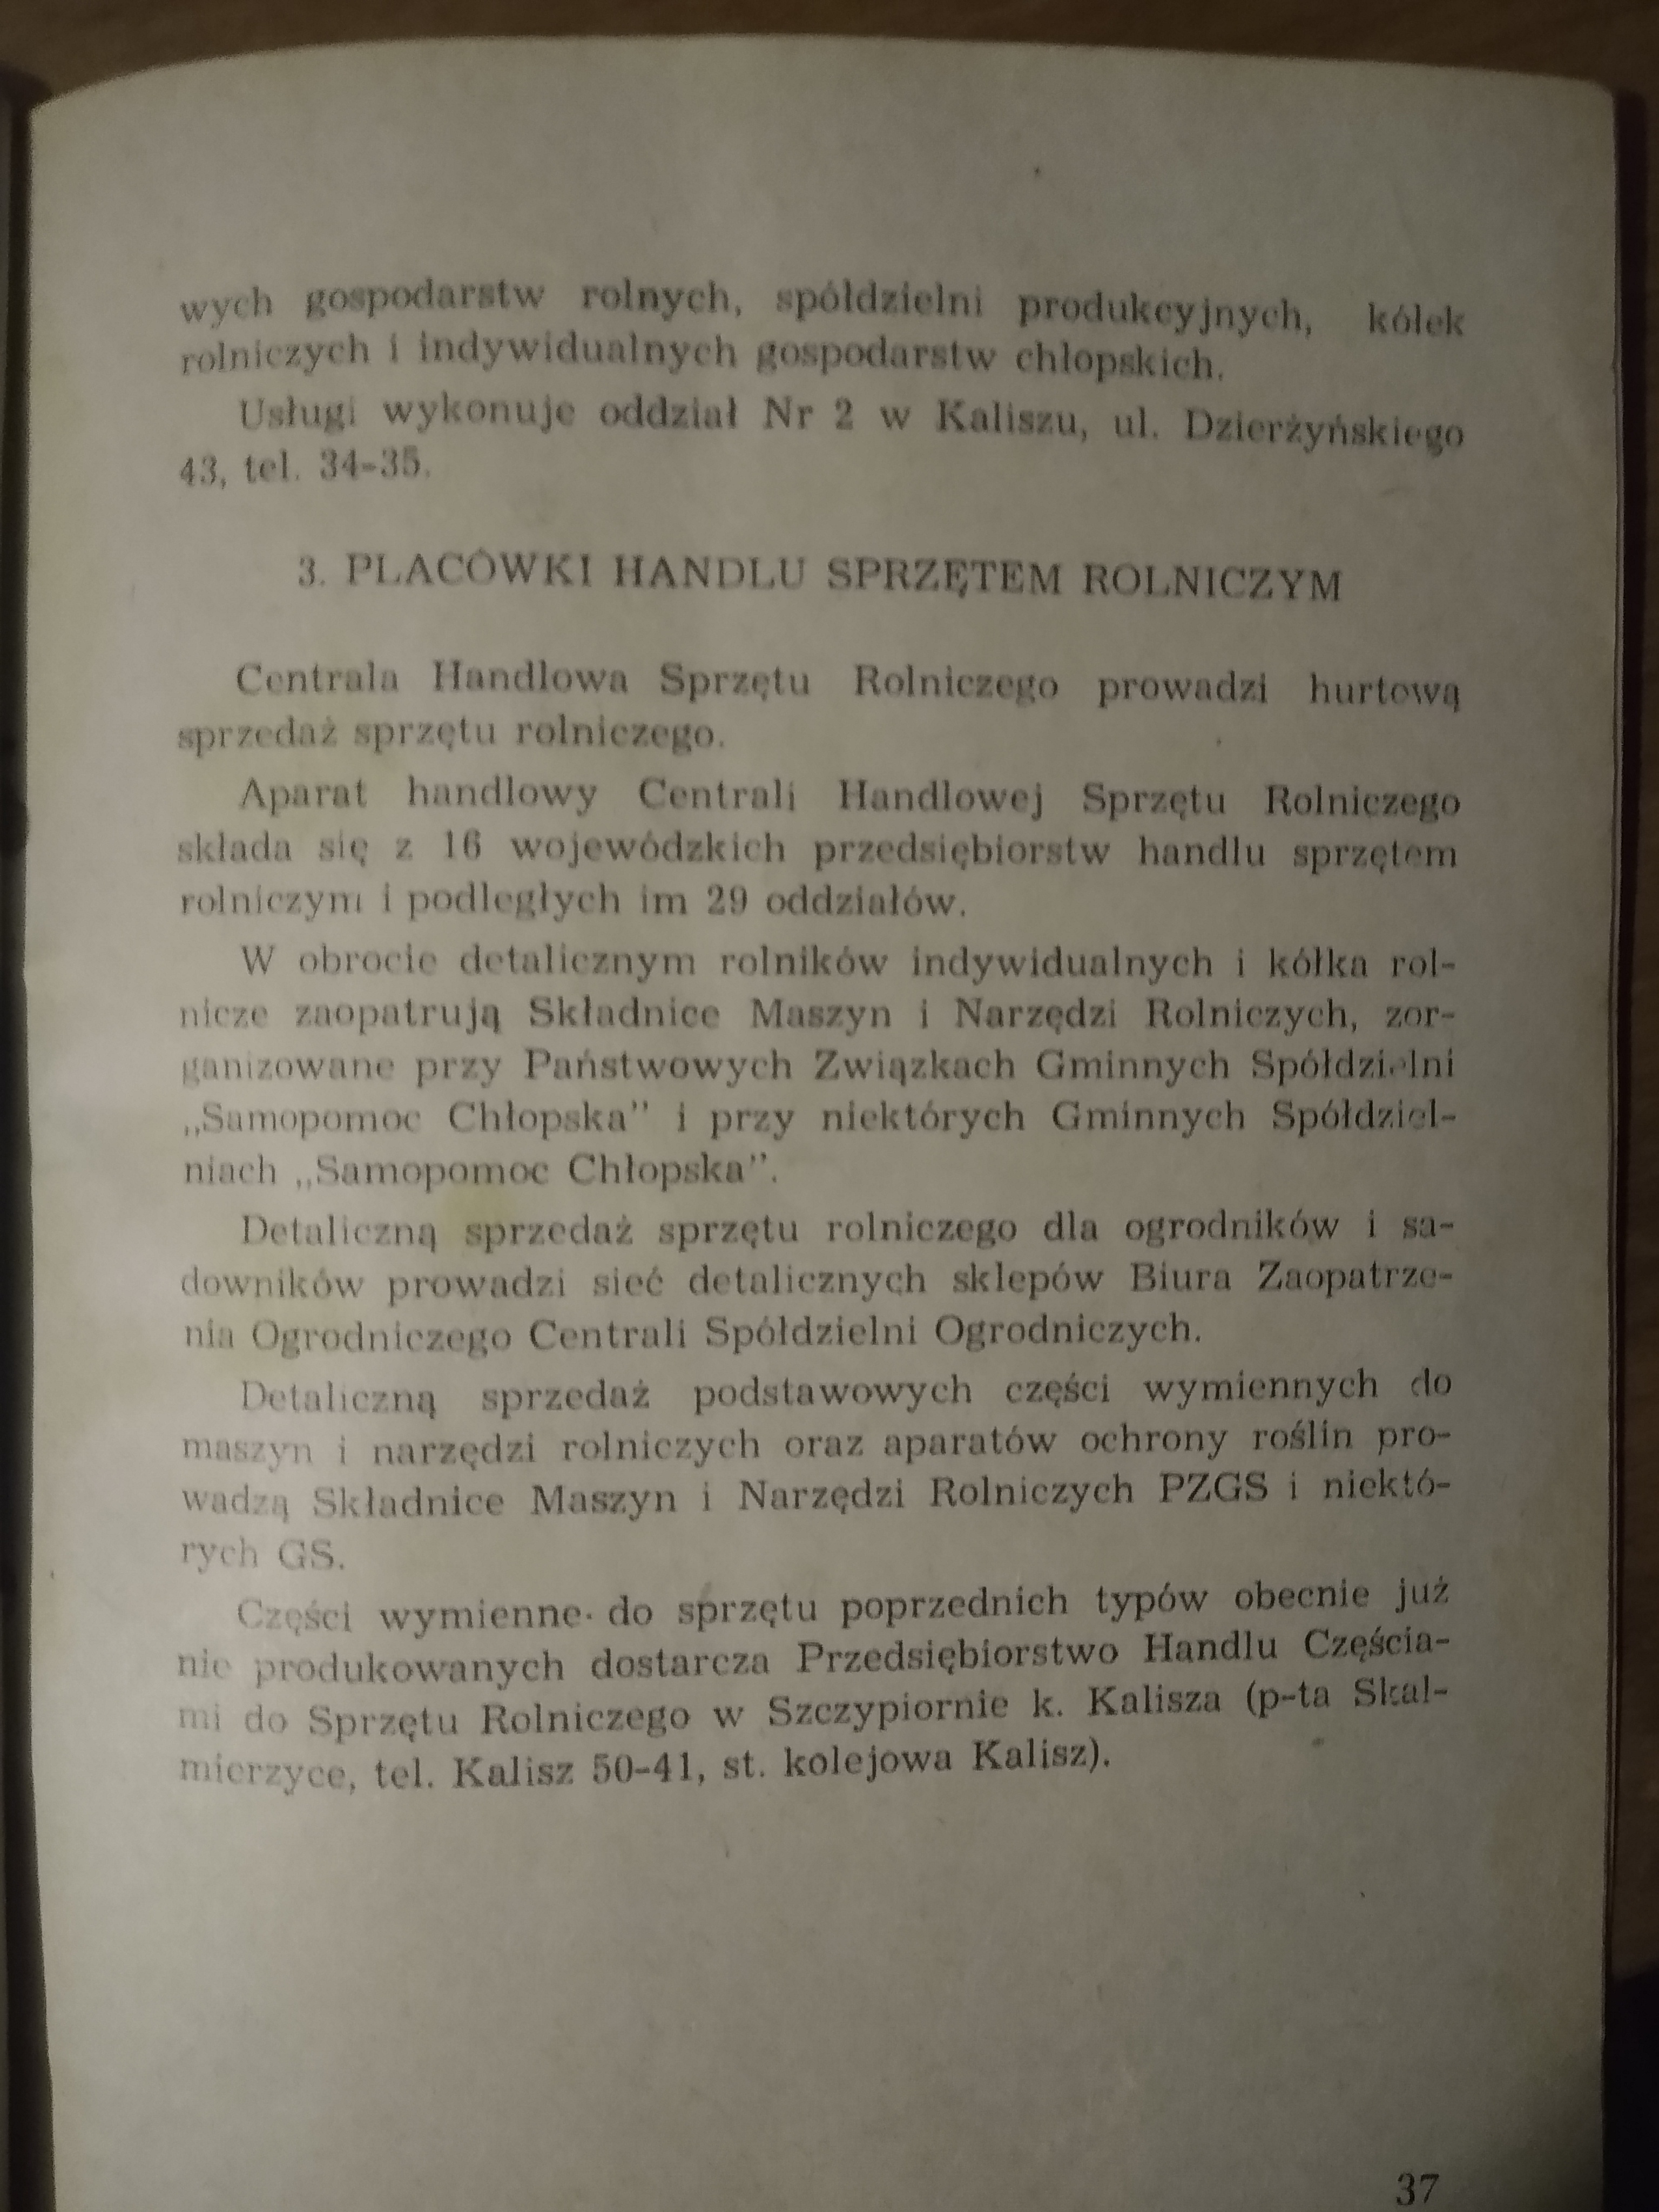 wych gospodarstw rolnych, spółdzielni produkcyjnych, kółek
rolniczych i indywidualnych gospodarstw chłopskich.
Usługi wykonuje oddział Nr 2 w Kaliszu, ul. Dzierżyńskiego
43, tel. 34-35.
3. PLACÓWKI HANDLU SPRZĘTEM ROLNICZYM
Centrala Handlowa Sprzętu Rolniczego prowadzi hurtową
sprzedaż sprzętu rolniczego.
Aparat handlowy Centrali Handlowej Sprzętu Rolniczego
składa się z 16 wojewódzkich przedsiębiorstw handlu sprzętem
rolniczym i podległych im 29 oddziałów.
W obrocie detalicznym rolników indywidualnych i kółka rol-
nicze zaopatrują Składnice Maszyn i Narzędzi Rolniczych, zor-
ganizowane przy Państwowych Związkach Gminnych Spółdzielni
„Samopomoc Chłopska" i przy niektórych Gminnych Spółdziel-
niach „Samopomoc Chłopska".
Detaliczną sprzedaż sprzętu rolniczego dla ogrodników i sa-
downików prowadzi sieć detalicznych sklepów Biura Zaopatrze-
nia Ogrodniczego Centrali Spółdzielni Ogrodniczych.
Detaliczną sprzedaż podstawowych części wymiennych do
maszyn i narzędzi rolniczych oraz aparatów ochrony roślin pro-
wadzą Składnice Maszyn i Narzędzi Rolniczych PZGS i niektó-
rych GS.
Części wymienne do sprzętu poprzednich typów obecnie już
nie produkowanych dostarcza Przedsiębiorstwo Handlu Częścia-
mi do Sprzętu Rolniczego w Szczypiornie k. Kalisza (p-ta Skal-
mierzyce, tel. Kalisz 50-41, st. kolejowa Kalisz).
37